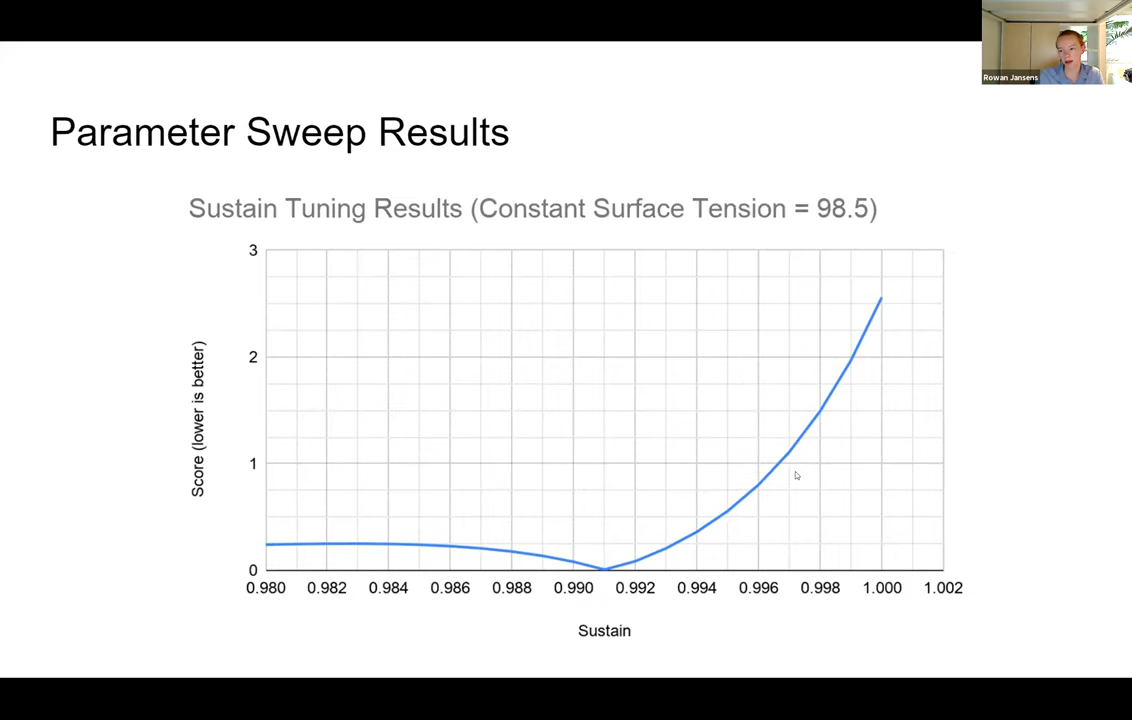 Rowan Jansens
Parameter Sweep Results
Sustain Tuning Results (Constant Surface Tension = 98.5)
Score (lower is better)
3
2
1
0
0.980 0.982 0.984 0.986 0.988 0.990 0.992 0.994 0.996 0.998 1.000 1.002
Sustain